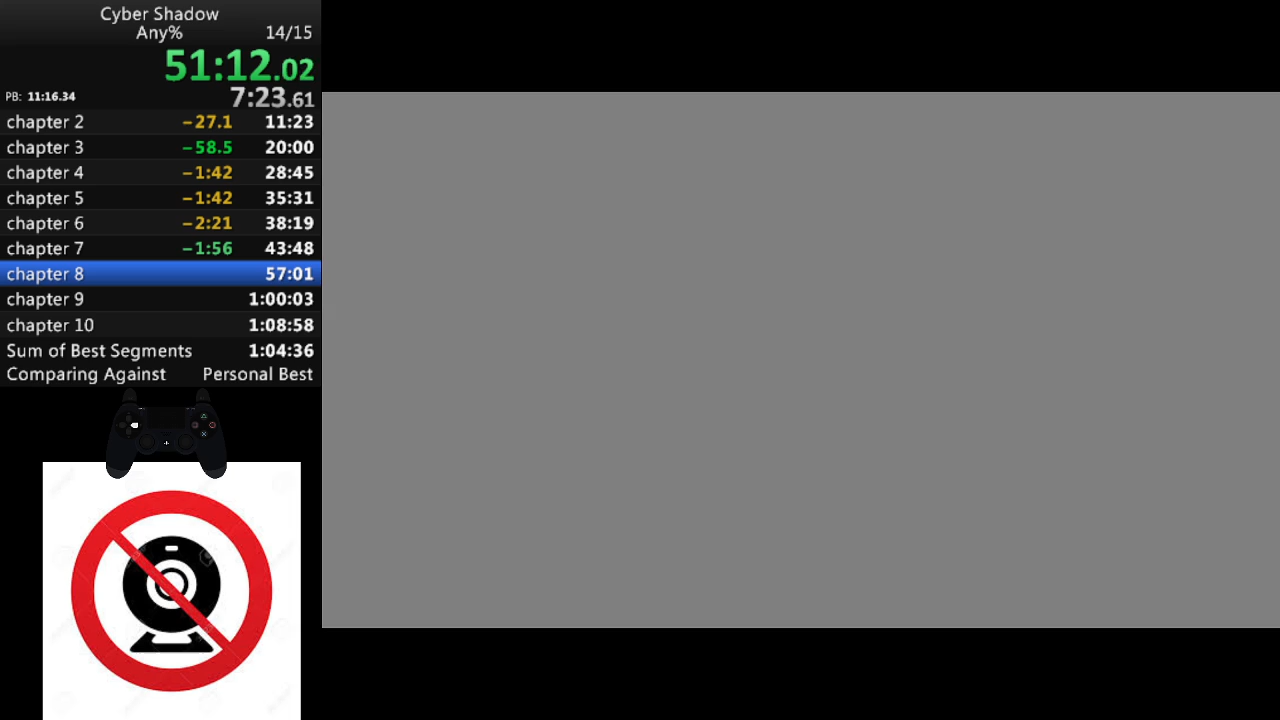 Cyber Shadow
Any% 14/15
51:12.02
PB: 11:16.34 7:23.61
chapter 2 -27.1 11:23
chapter 3 -58.5 20:00
chapter 4 -1:42 28:45
chapter 5 -1:42 35:31
chapter 6 -2:21 38:19
chapter 7 -1:56 43:48
chapter 8 57:01
chapter 9 1:00:03
chapter 10 1:08:58
Sum of Best Segments 1:04:36
Comparing Against Personal Best